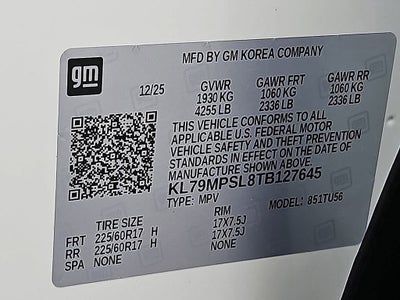 gm
MFD BY GM KOREA COMPANY
12/25 GVWR GAWR FRT GAWR RR
1930 KG 1060 KG 1060 KG
4255 LB 2336 LB 2336 LB
THIS VEHICLE CONFORMS TO ALL
APPLICABLE U.S. FEDERAL MOTOR
VEHICLE SAFETY AND THEFT PREVENTION
STANDARDS IN EFFECT ON THE DATE OF
MANUFACTURE SHOWN ABOVE.
KL79MPSL8TB127645
TYPE: MPV MODEL: 851TU56
TIRE SIZE RIM
FRT 225/60R17 H 17X7.5J
RR 225/60R17 H 17X7.5J
SPA NONE NONE